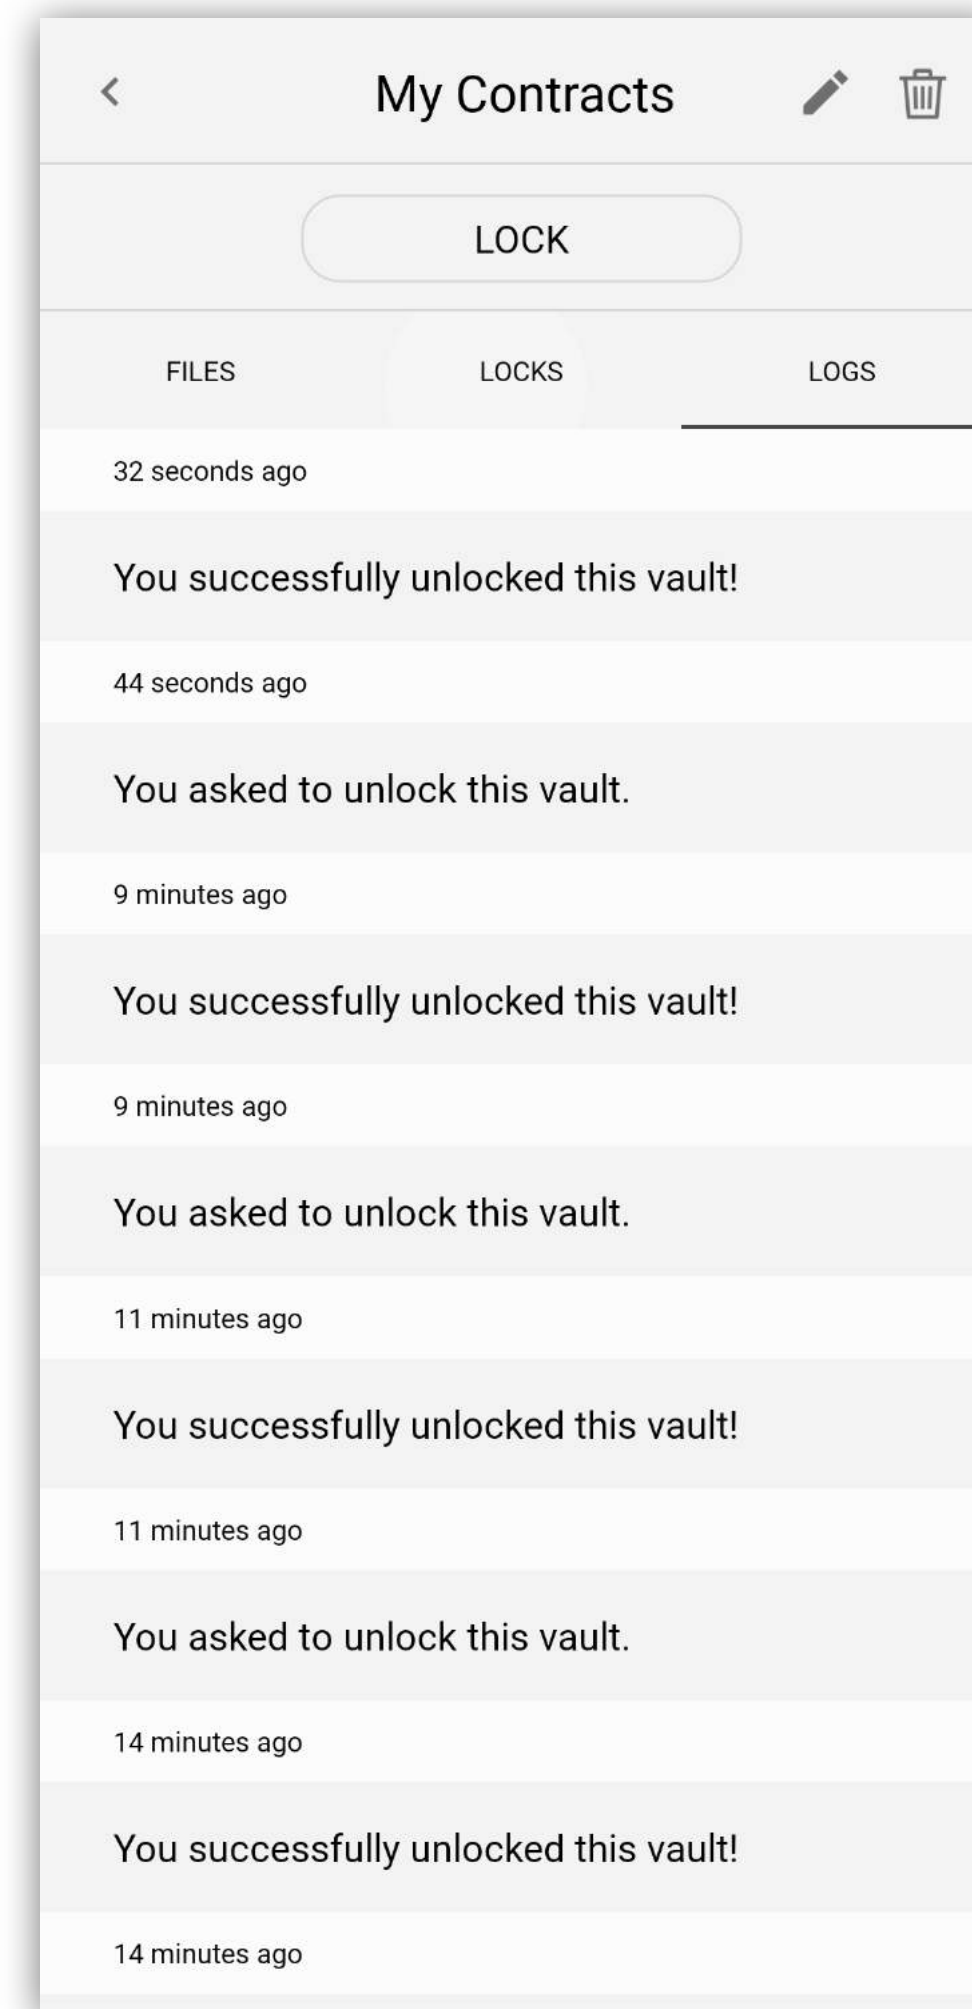 My Contracts
LOCK
FILES LOCKS LOGS
32 seconds ago
You successfully unlocked this vault!
44 seconds ago
You asked to unlock this vault.
9 minutes ago
You successfully unlocked this vault!
9 minutes ago
You asked to unlock this vault.
11 minutes ago
You successfully unlocked this vault!
11 minutes ago
You asked to unlock this vault.
14 minutes ago
You successfully unlocked this vault!
14 minutes ago